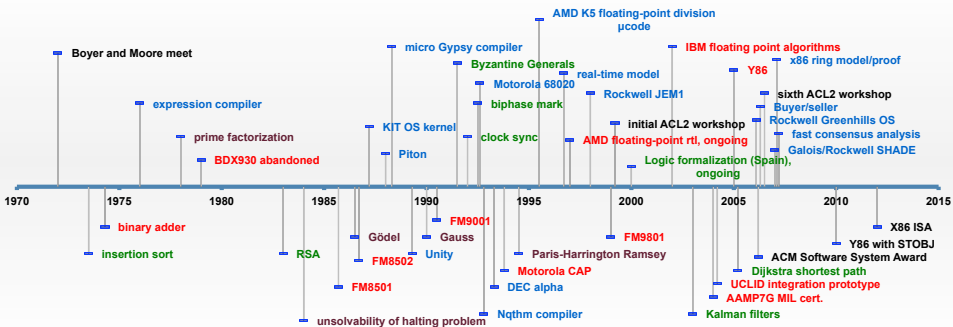 AMD K5 floating-point division
µcode
Boyer and Moore meet
micro Gypsy compiler
IBM floating point algorithms
Byzantine Generals
x86 ring model/proof
Y86
real-time model
Motorola 68020
Rockwell JEM1
sixth ACL2 workshop
expression compiler
biphase mark
Buyer/seller
KIT OS kernel
initial ACL2 workshop
Rockwell Greenhills OS
prime factorization
clock sync
AMD floating-point rtl, ongoing
fast consensus analysis
Piton
Galois/Rockwell SHADE
BDX930 abandoned
Logic formalization (Spain),
ongoing
1970 1975 1980 1985 1990 1995 2000 2005 2010 2015
FM9001
binary adder
X86 ISA
Gödel
Gauss
FM9801
Y86 with STOBJ
insertion sort
RSA
Unity
Paris-Harrington Ramsey
ACM Software System Award
FM8502
Motorola CAP
Dijkstra shortest path
FM8501
DEC alpha
UCLID integration prototype
AAMP7G MIL cert.
Nqthm compiler
Kalman filters
unsolvability of halting problem